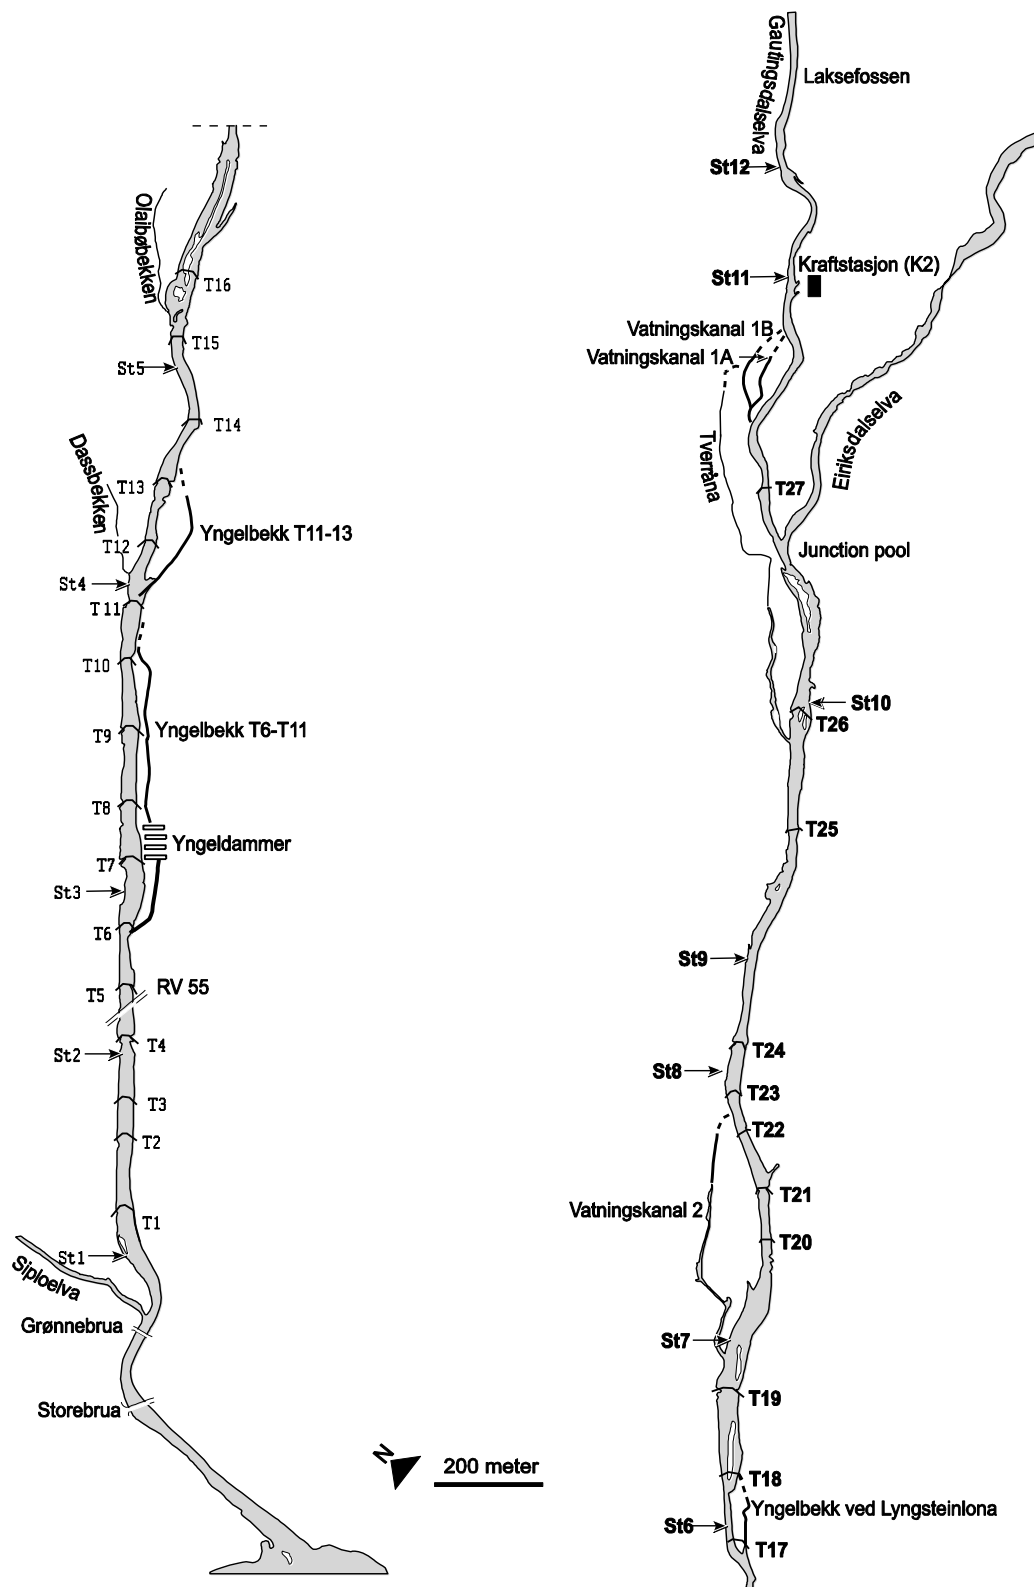 Olaibøbekken
T16
T15
St5
T14
Dassbekken
T13
Yngelbekk T11-13
T12
St4
T11
T10
Yngelbekk T6-T11
T9
T8
Yngeldammer
T7
St3
T6
RV 55
T5
T4
St2
T3
T2
T1
St1
Siploelva
Grønnebrua
Storebrua
N
200 meter
Gautingsdalselva
Laksefossen
St12
Kraftstasjon (K2)
St11
Vatningskanal 1B
Vatningskanal 1A
Eiriksdalselva
Tverråna
T27
Junction pool
St10
T26
T25
St9
T24
St8
T23
T22
T21
Vatningskanal 2
T20
St7
T19
T18
Yngelbekk ved Lyngsteinlona
St6
T17